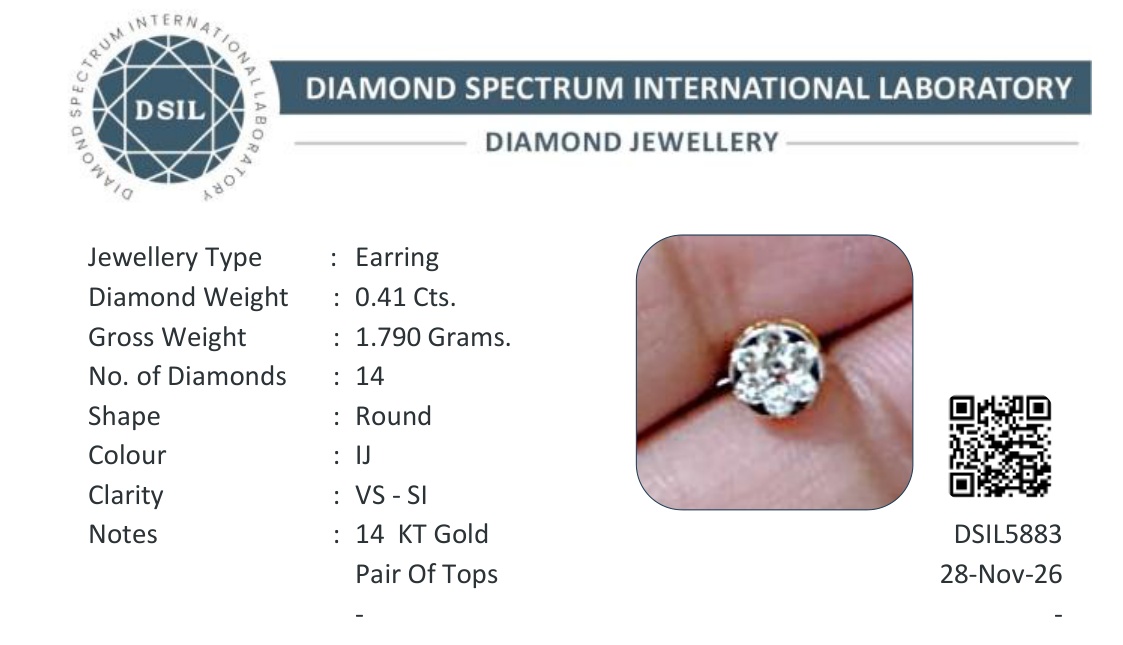 DIAMOND SPECTRUM INTERNATIONAL LABORATORY
DSIL
DIAMOND SPECTRUM INTERNATIONAL LABORATORY
DIAMOND JEWELLERY
Jewellery Type : Earring
Diamond Weight : 0.41 Cts.
Gross Weight : 1.790 Grams.
No. of Diamonds : 14
Shape : Round
Colour : IJ
Clarity : VS - SI
Notes : 14 KT Gold
DSIL5883
Pair Of Tops
28-Nov-26
-
-